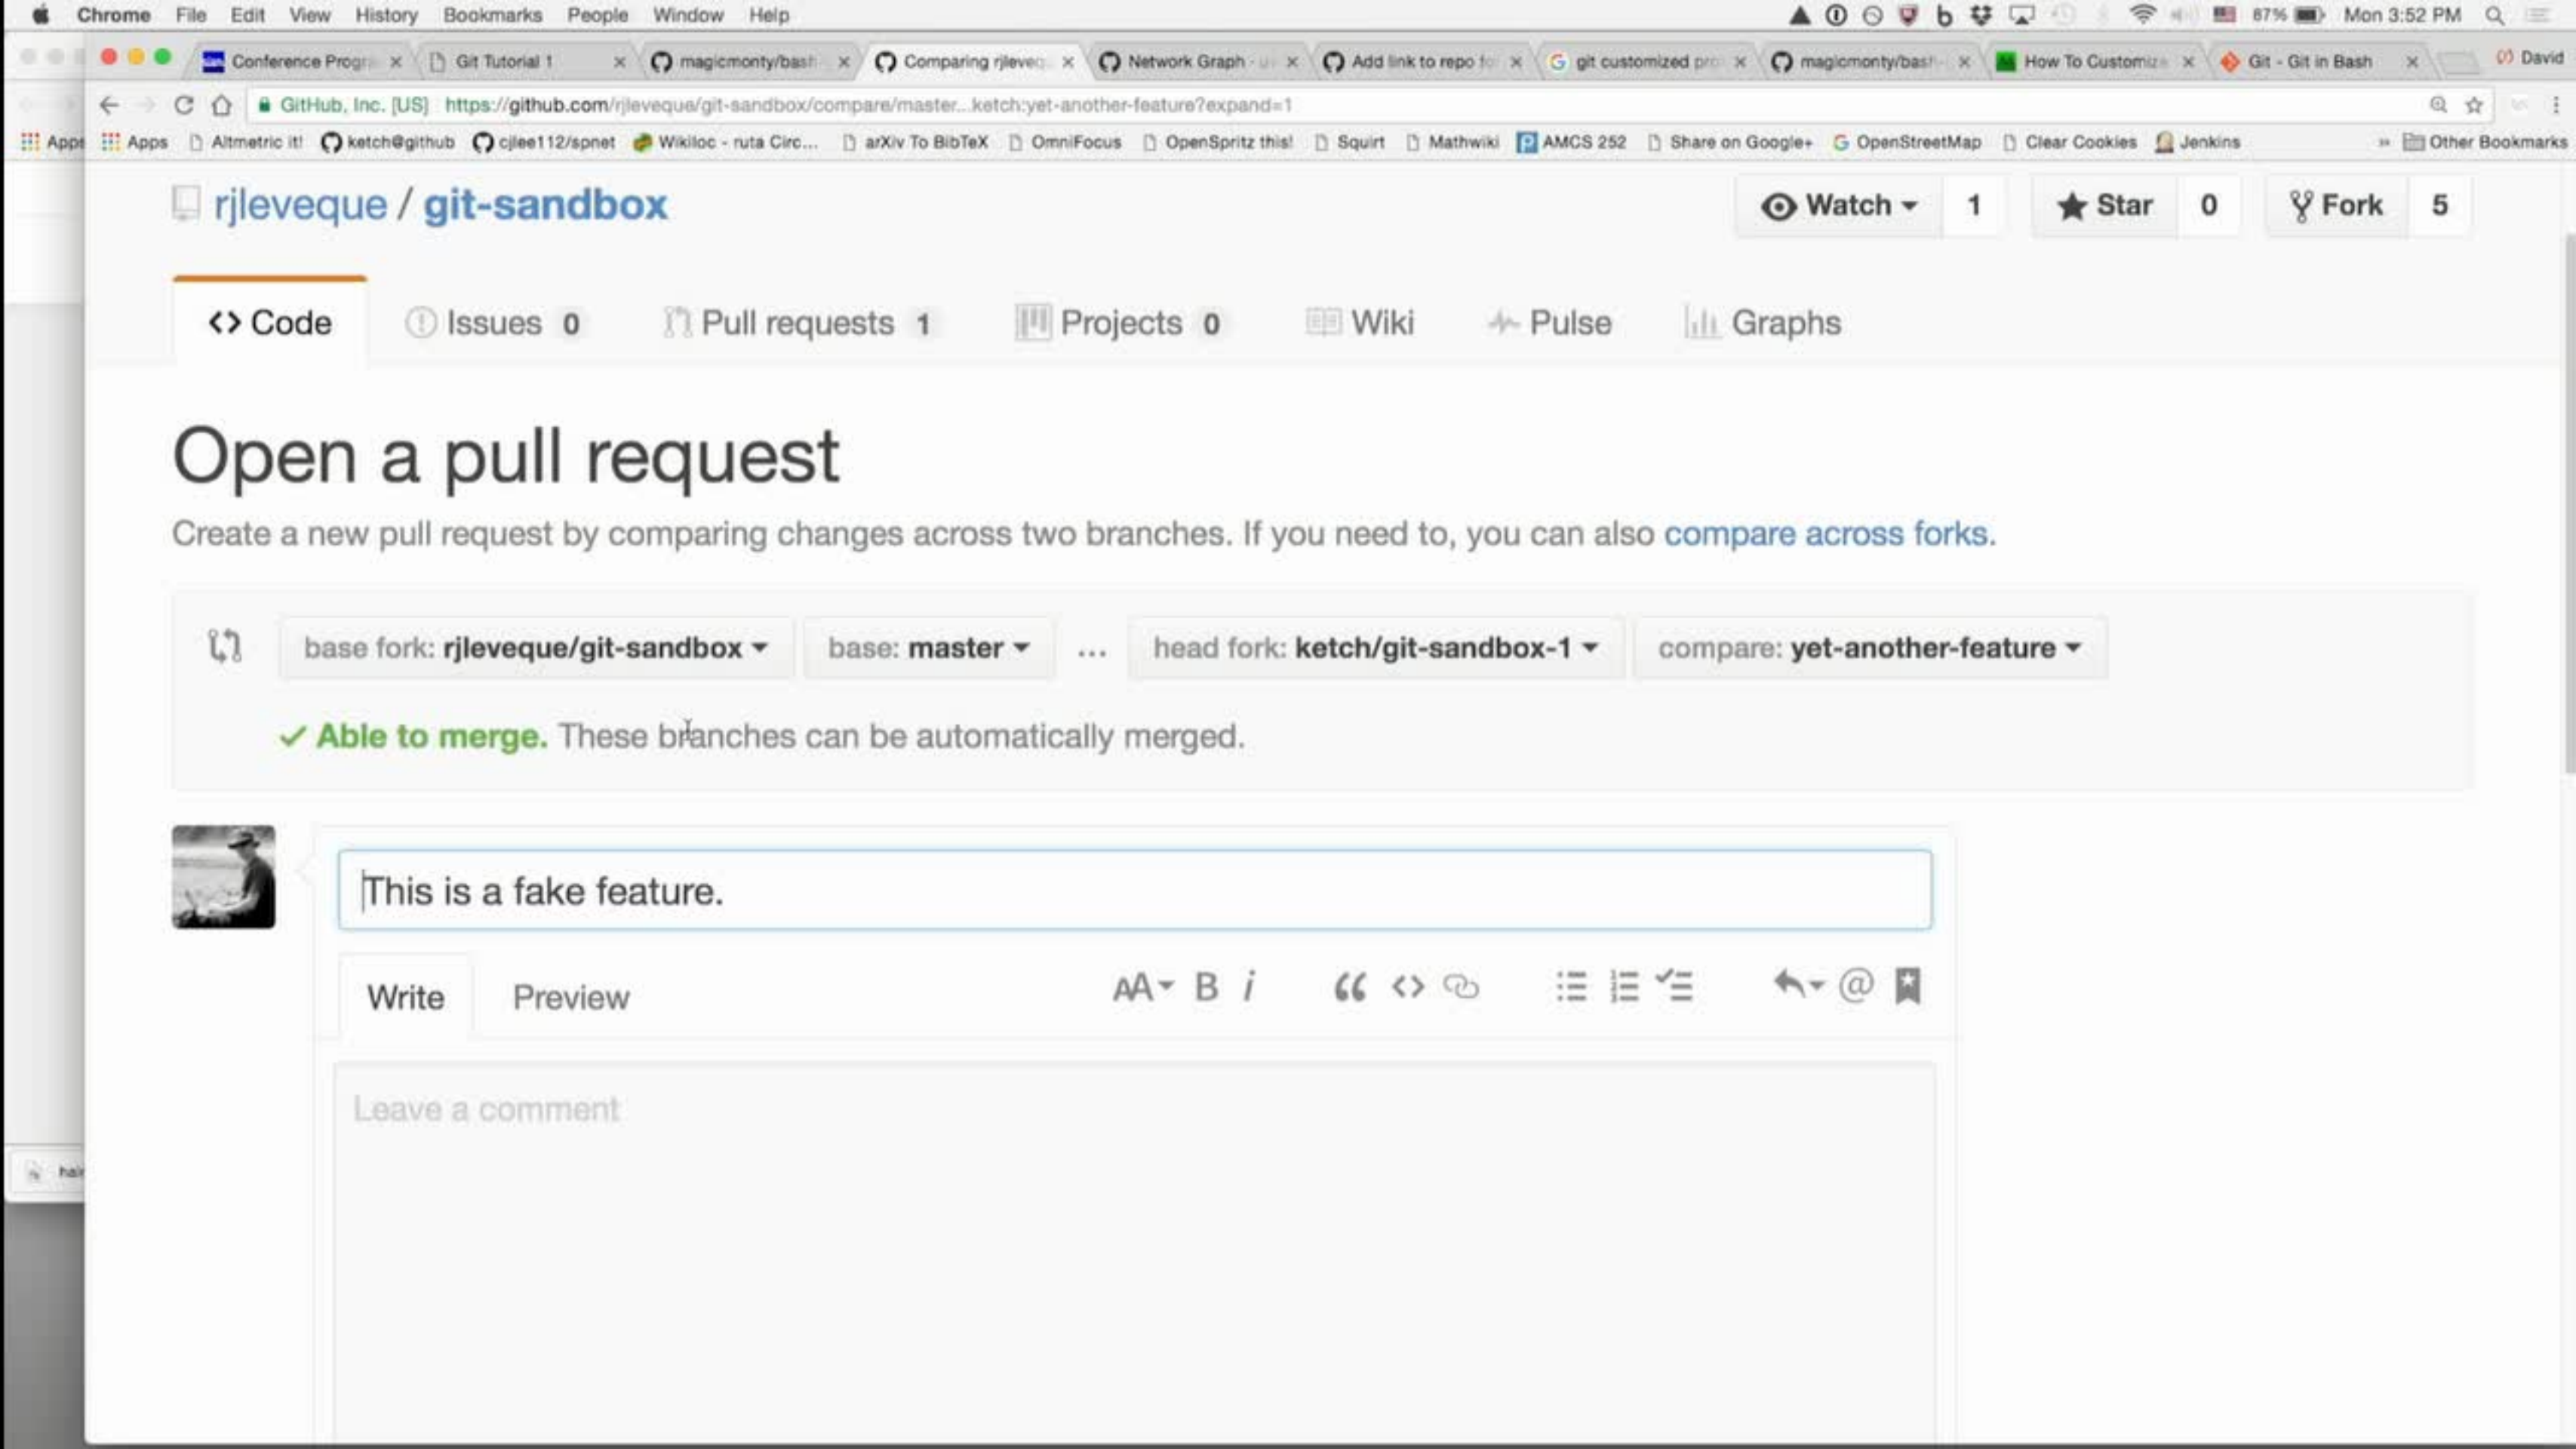 Chrome File Edit View History Bookmarks People Window Help 87% Mon 3:52 PM
Conference Progra Git Tutorial 1 magicmonty/bash Comparing rjleveq Network Graph Add link to repo fo git customized pro magicmonty/bash How To Customize Git - Git in Bash David
GitHub, Inc. [US] https://github.com/rjleveque/git-sandbox/compare/master...ketch:yet-another-feature?expand=1
Apps Apps Altmetric it! ketch@github cjlee112/spnet Wikiloc - ruta Circ... arXiv To BibTeX OmniFocus OpenSpritz this! Squirt Mathwiki AMCS 252 Share on Google+ OpenStreetMap Clear Cookies Jenkins » Other Bookmarks
rjleveque / git-sandbox Watch 1 Star 0 Fork 5
<> Code Issues 0 Pull requests 1 Projects 0 Wiki Pulse Graphs
Open a pull request
Create a new pull request by comparing changes across two branches. If you need to, you can also compare across forks.
base fork: rjleveque/git-sandbox base: master ... head fork: ketch/git-sandbox-1 compare: yet-another-feature
✓ Able to merge. These branches can be automatically merged.
This is a fake feature.
Write Preview AA B i “ <> @
Leave a comment